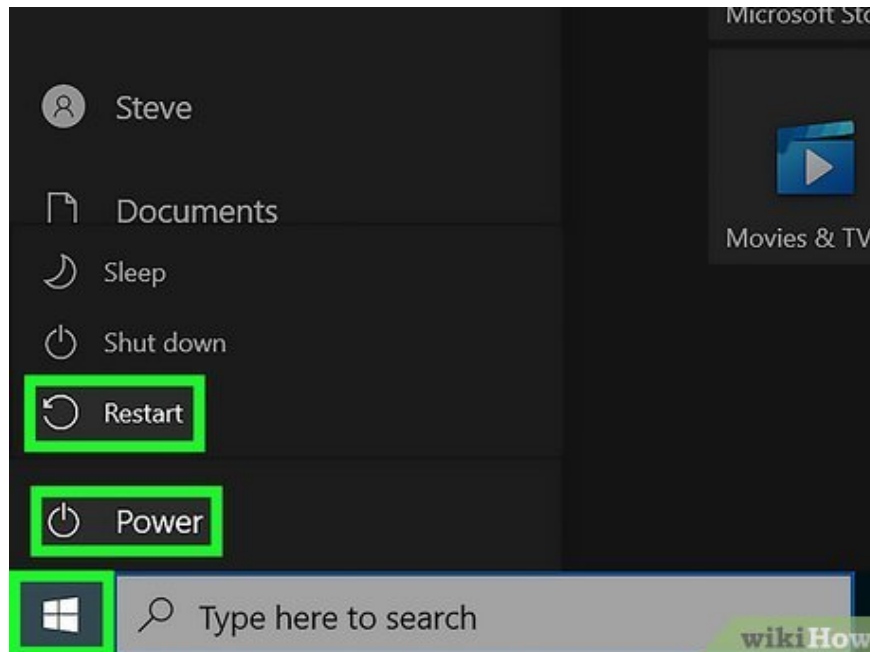 Microsoft Sto
Steve
Documents
Movies & TV
Sleep
Shut down
Restart
Power
Type here to search
wikiHow